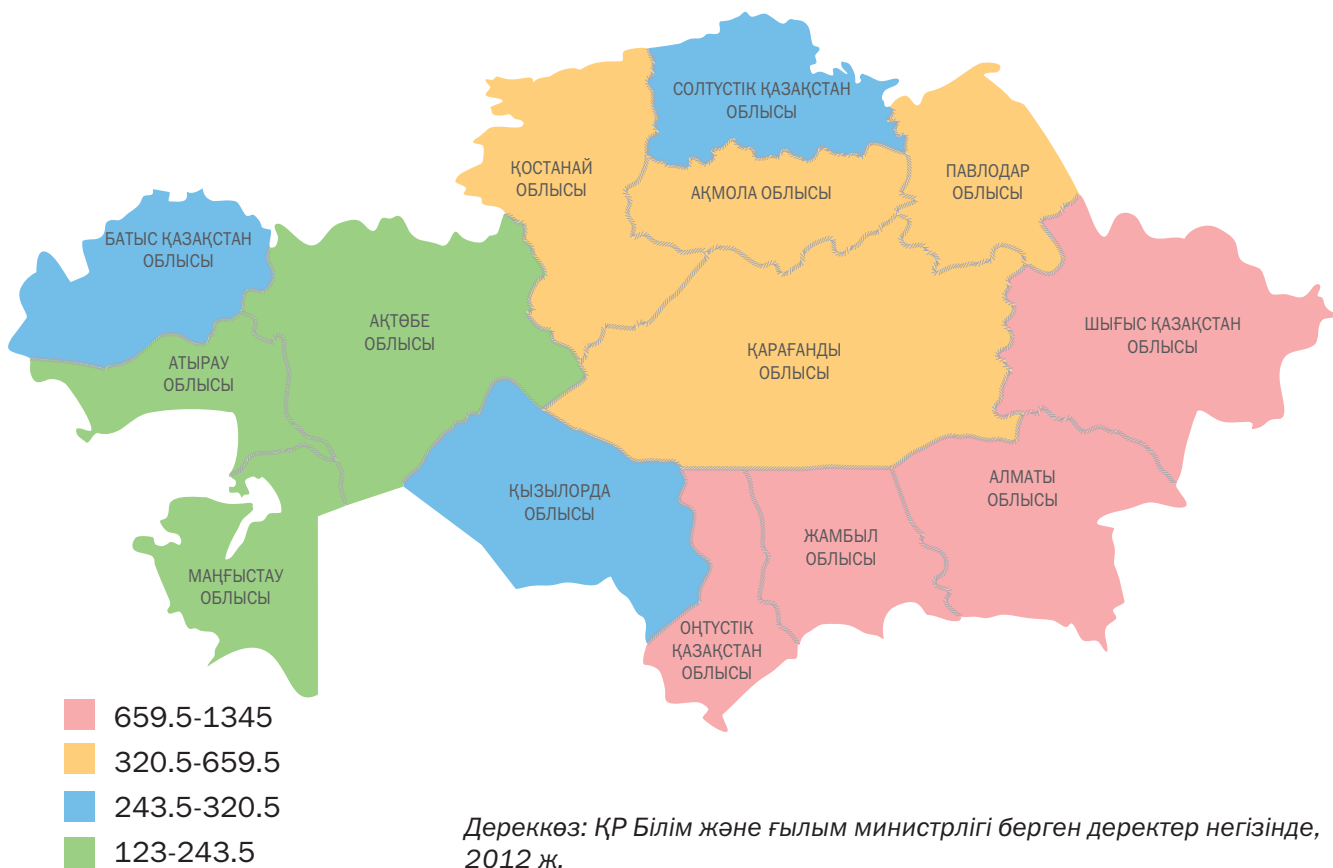 СОЛТҮСТІК ҚАЗАҚСТАН
ОБЛЫСЫ
ҚОСТАНАЙ
ОБЛЫСЫ
АҚМОЛА ОБЛЫСЫ
ПАВЛОДАР
ОБЛЫСЫ
БАТЫС ҚАЗАҚСТАН
ОБЛЫСЫ
АҚТӨБЕ
ОБЛЫСЫ
ШЫҒЫС ҚАЗАҚСТАН
ОБЛЫСЫ
АТЫРАУ
ОБЛЫСЫ
ҚАРАҒАНДЫ
ОБЛЫСЫ
ҚЫЗЫЛОРДА
ОБЛЫСЫ
АЛМАТЫ
ОБЛЫСЫ
ЖАМБЫЛ
ОБЛЫСЫ
МАҢҒЫСТАУ
ОБЛЫСЫ
ОҢТҮСТІК
ҚАЗАҚСТАН
ОБЛЫСЫ
659.5-1345
320.5-659.5
243.5-320.5
123-243.5
Дереккөз: ҚР Білім және ғылым министрлігі берген деректер негізінде,
2012 ж.